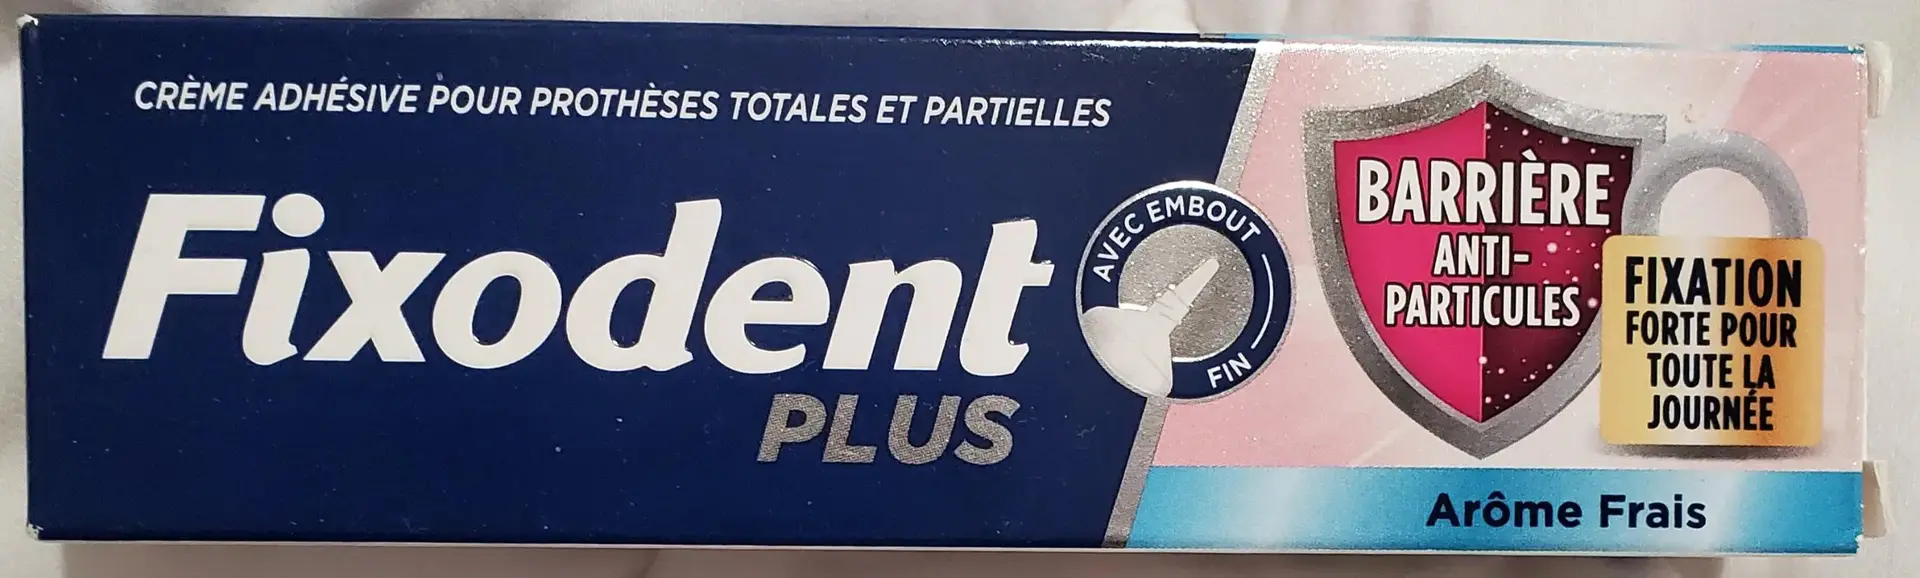 CRÈME ADHÉSIVE POUR PROTHÈSES TOTALES ET PARTIELLES
Fixodent
PLUS
AVEC EMBOUT
FIN
BARRIÈRE
ANTI-
PARTICULES
FIXATION
FORTE POUR
TOUTE LA
JOURNÉE
Arôme Frais